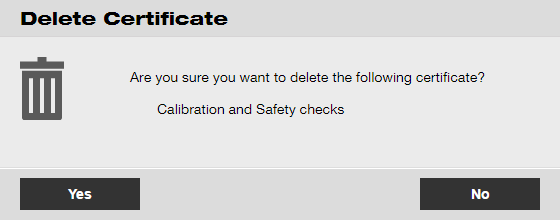 Delete Certificate
Are you sure you want to delete the following certificate?
Calibration and Safety checks
Yes
No